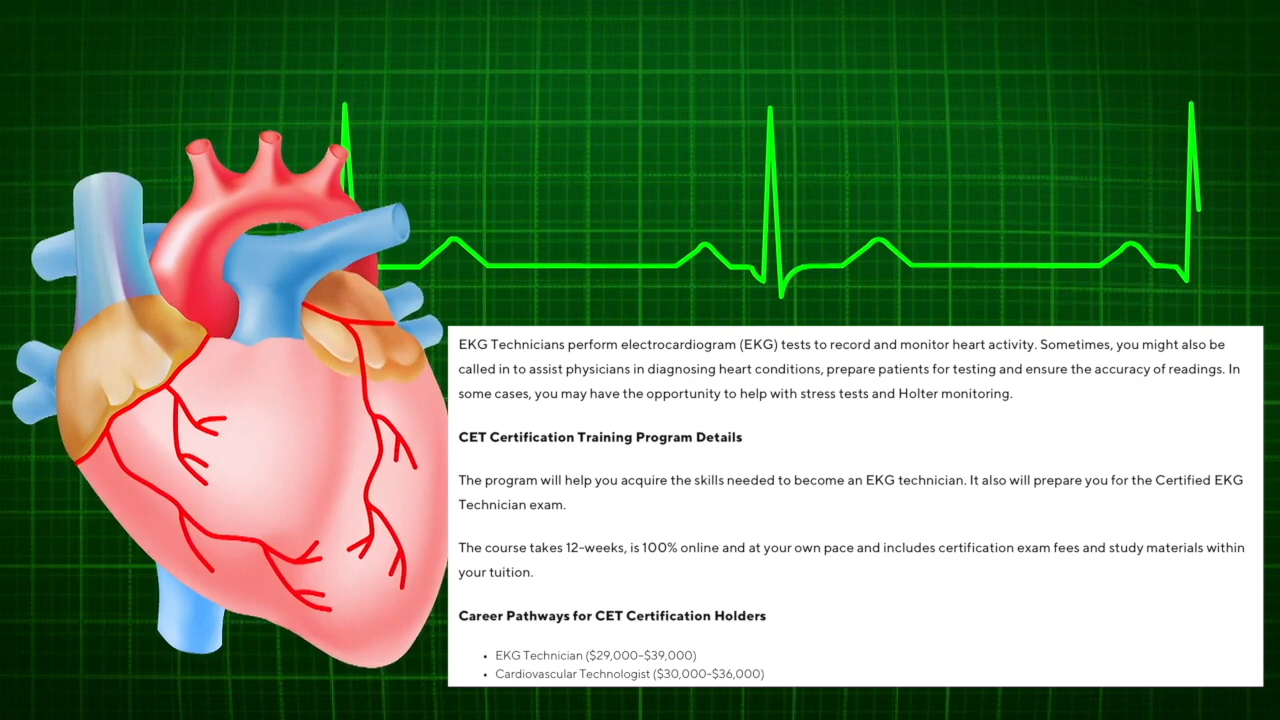 EKG Technicians perform electrocardiogram (EKG) tests to record and monitor heart activity. Sometimes, you might also be
called in to assist physicians in diagnosing heart conditions, prepare patients for testing and ensure the accuracy of readings. In
some cases, you may have the opportunity to help with stress tests and Holter monitoring.
CET Certification Training Program Details
The program will help you acquire the skills needed to become an EKG technician. It also will prepare you for the Certified EKG
Technician exam.
The course takes 12-weeks, is 100% online and at your own pace and includes certification exam fees and study materials within
your tuition.
Career Pathways for CET Certification Holders
• EKG Technician ($29,000–$39,000)
• Cardiovascular Technologist ($30,000–$36,000)